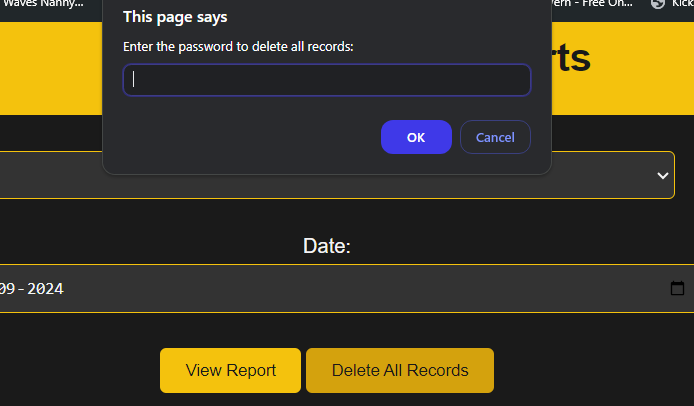 Waves Nanny...
vern - Free On...
Kick
This page says
Enter the password to delete all records:
rts
OK
Cancel
Date:
09-2024
View Report
Delete All Records